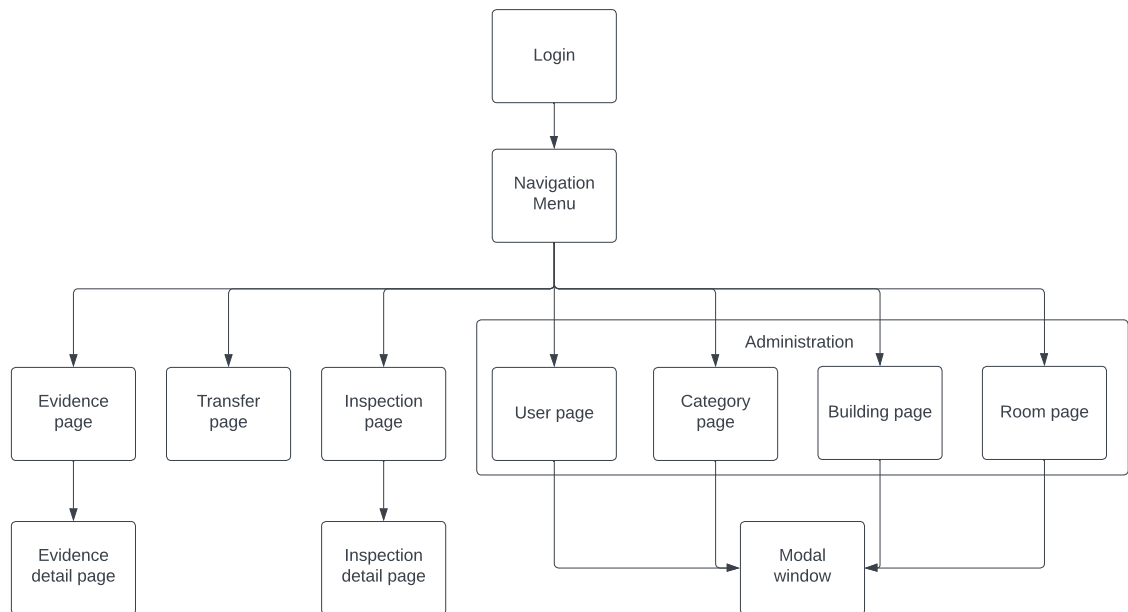 Login
Navigation
Menu
Administration
Evidence
page
Transfer
page
Inspection
page
User page
Category
page
Building page
Room page
Evidence
detail page
Inspection
detail page
Modal
window